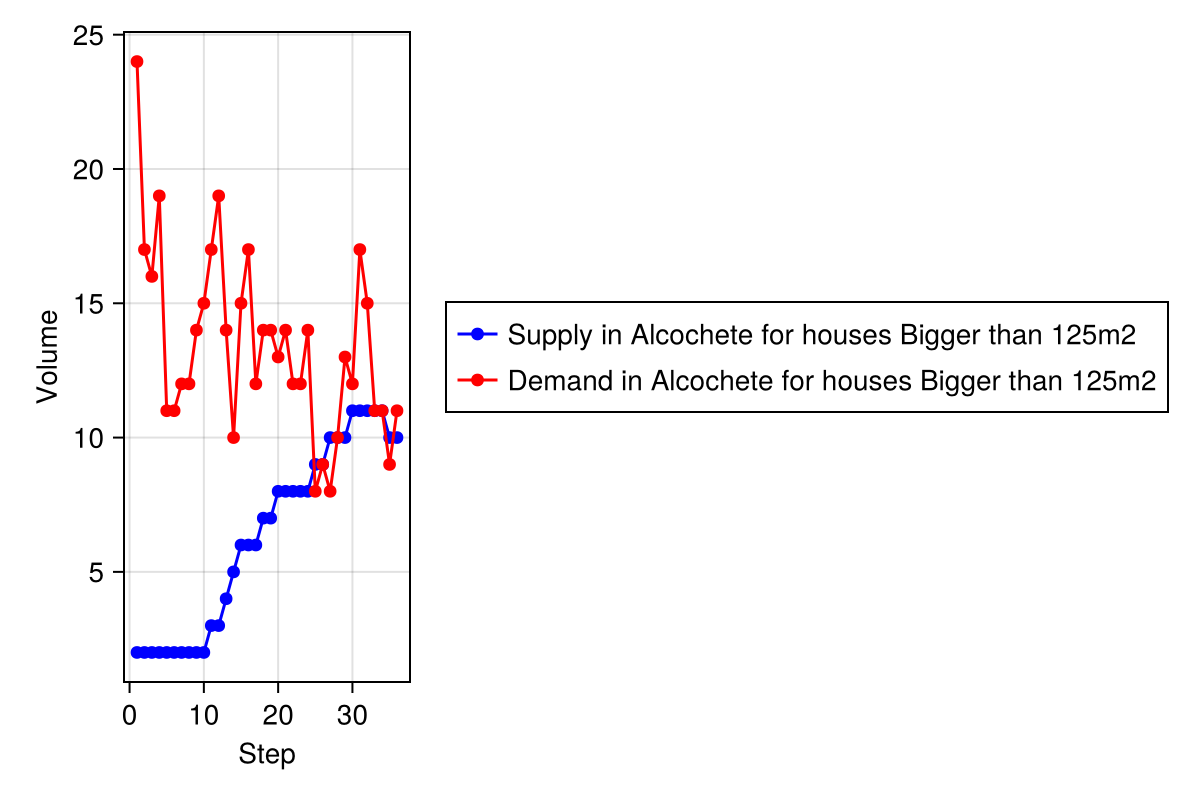 25
20
15
10
5
Volume
0 10 20 30
Step
Supply in Alcochete for houses Bigger than 125m2
Demand in Alcochete for houses Bigger than 125m2